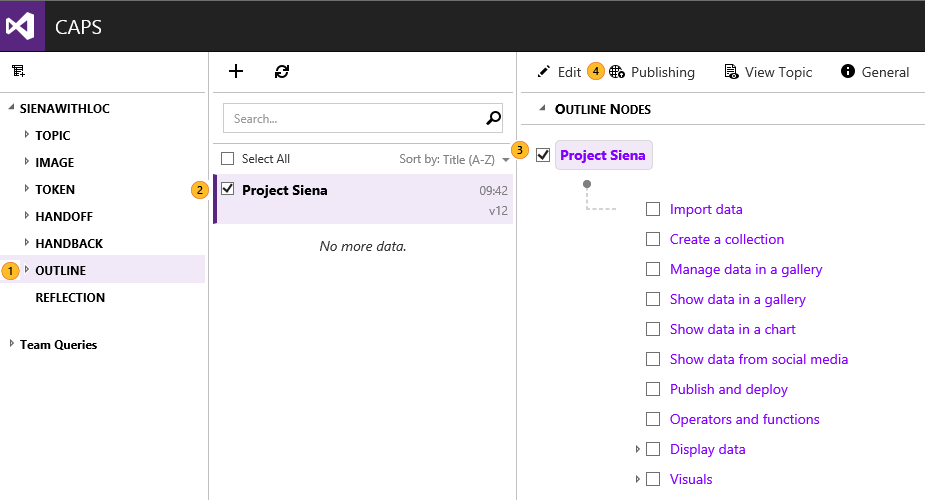 CAPS
SIENAWITHLOC
TOPIC
IMAGE
TOKEN
HANDOFF
HANDBACK
1 OUTLINE
REFLECTION
Team Queries
Search...
Select All Sort by: Title (A-Z)
2 Project Siena 09:42
v12
No more data.
Edit 4 Publishing View Topic General
OUTLINE NODES
3 Project Siena
Import data
Create a collection
Manage data in a gallery
Show data in a gallery
Show data in a chart
Show data from social media
Publish and deploy
Operators and functions
Display data
Visuals